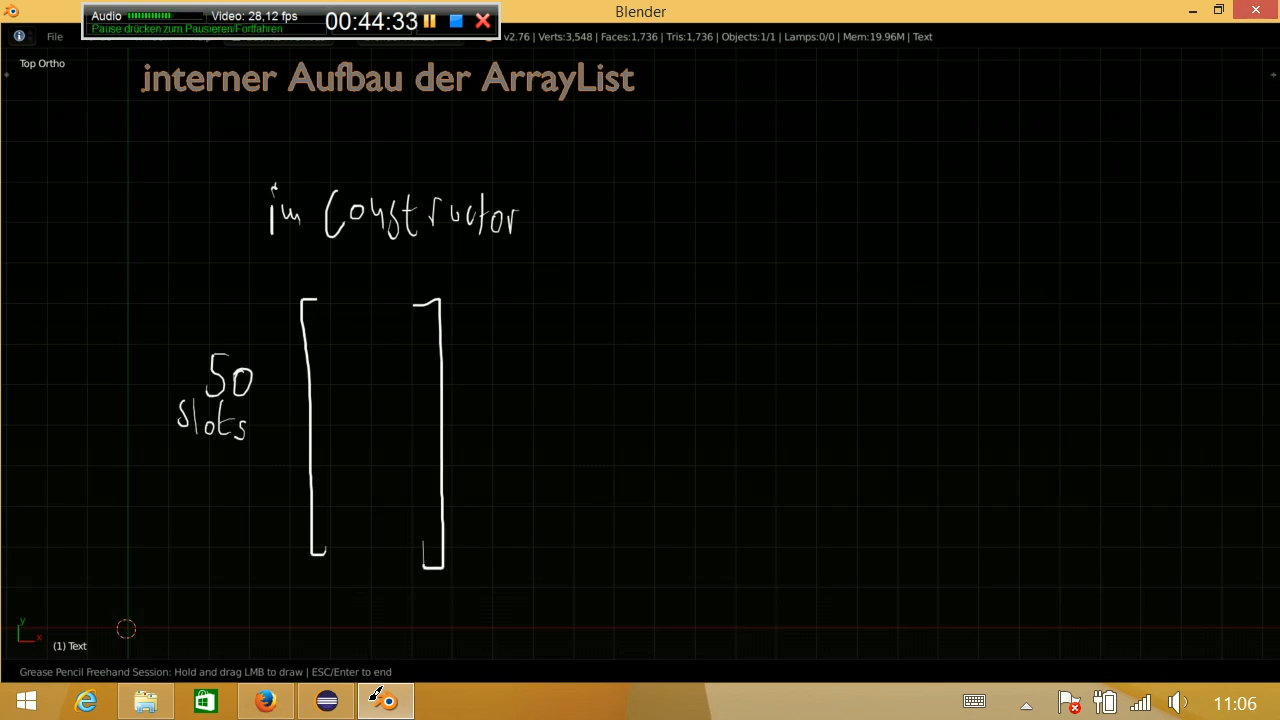 Audio
Video: 28,12 fps
00:44:33
Pause drücken zum Pausieren/Fortfahren
Blender
File
v2.76 | Verts:3,548 | Faces:1,736 | Tris:1,736 | Objects:1/1 | Lamps:0/0 | Mem:19.96M | Text
Top Ortho
interner Aufbau der ArrayList
im Constructor
50
slots
y
x
(1) Text
Grease Pencil Freehand Session: Hold and drag LMB to draw | ESC/Enter to end
11:06